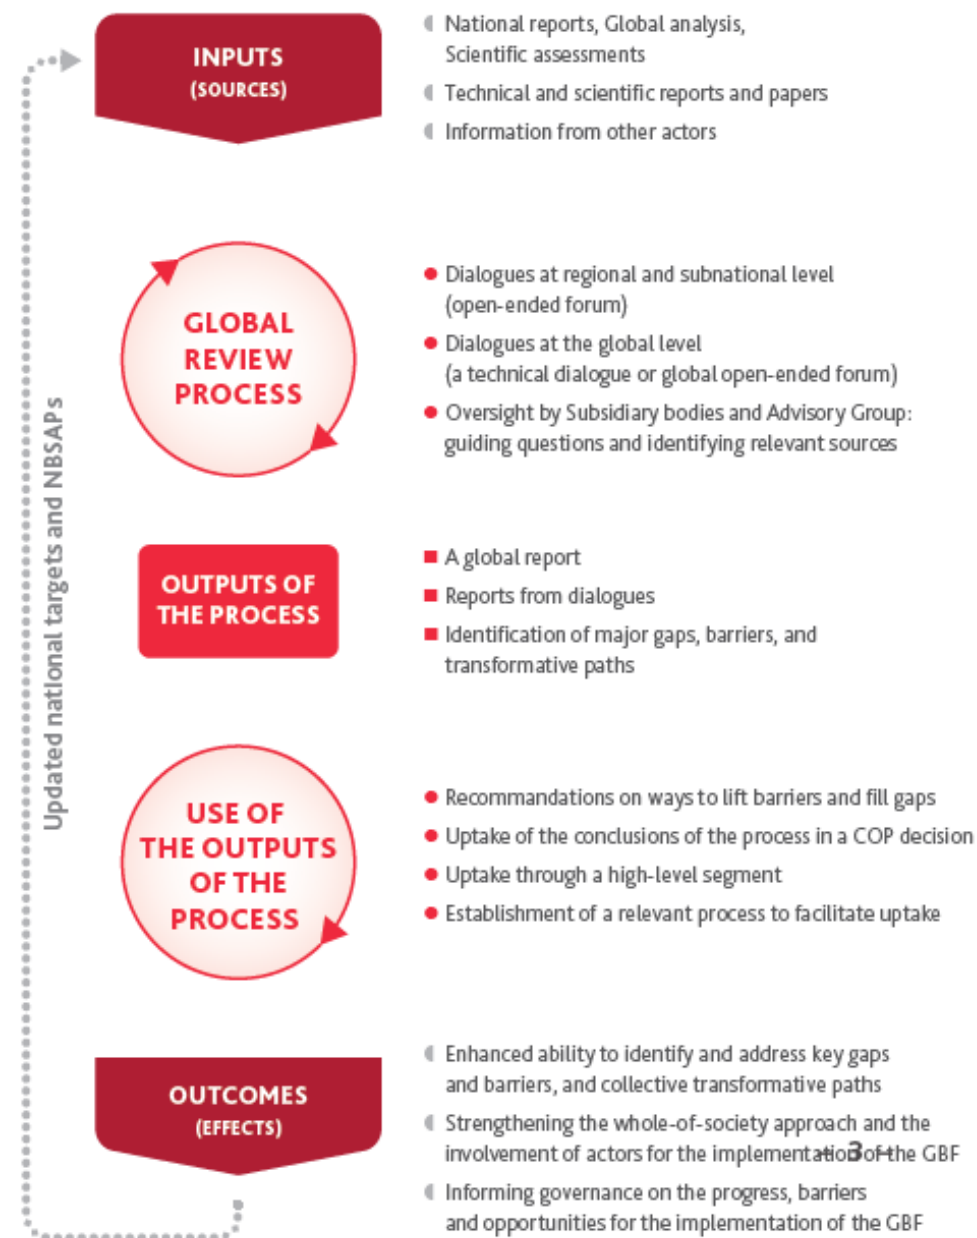 INPUTS
(SOURCES)
National reports, Global analysis,
Scientific assessments
Technical and scientific reports and papers
Information from other actors
GLOBAL
REVIEW
PROCESS
Dialogues at regional and subnational level
(open-ended forum)
Dialogues at the global level
(a technical dialogue or global open-ended forum)
Oversight by Subsidiary bodies and Advisory Group:
guiding questions and identifying relevant sources
Updated national targets and NBSAPs
OUTPUTS OF
THE PROCESS
A global report
Reports from dialogues
Identification of major gaps, barriers, and
transformative paths
USE OF
THE OUTPUTS
OF THE
PROCESS
Recommandations on ways to lift barriers and fill gaps
Uptake of the conclusions of the process in a COP decision
Uptake through a high-level segment
Establishment of a relevant process to facilitate uptake
OUTCOMES
(EFFECTS)
Enhanced ability to identify and address key gaps
and barriers, and collective transformative paths
Strengthening the whole-of-society approach and the
involvement of actors for the implementation of the GBF
– 3 –
Informing governance on the progress, barriers
and opportunities for the implementation of the GBF